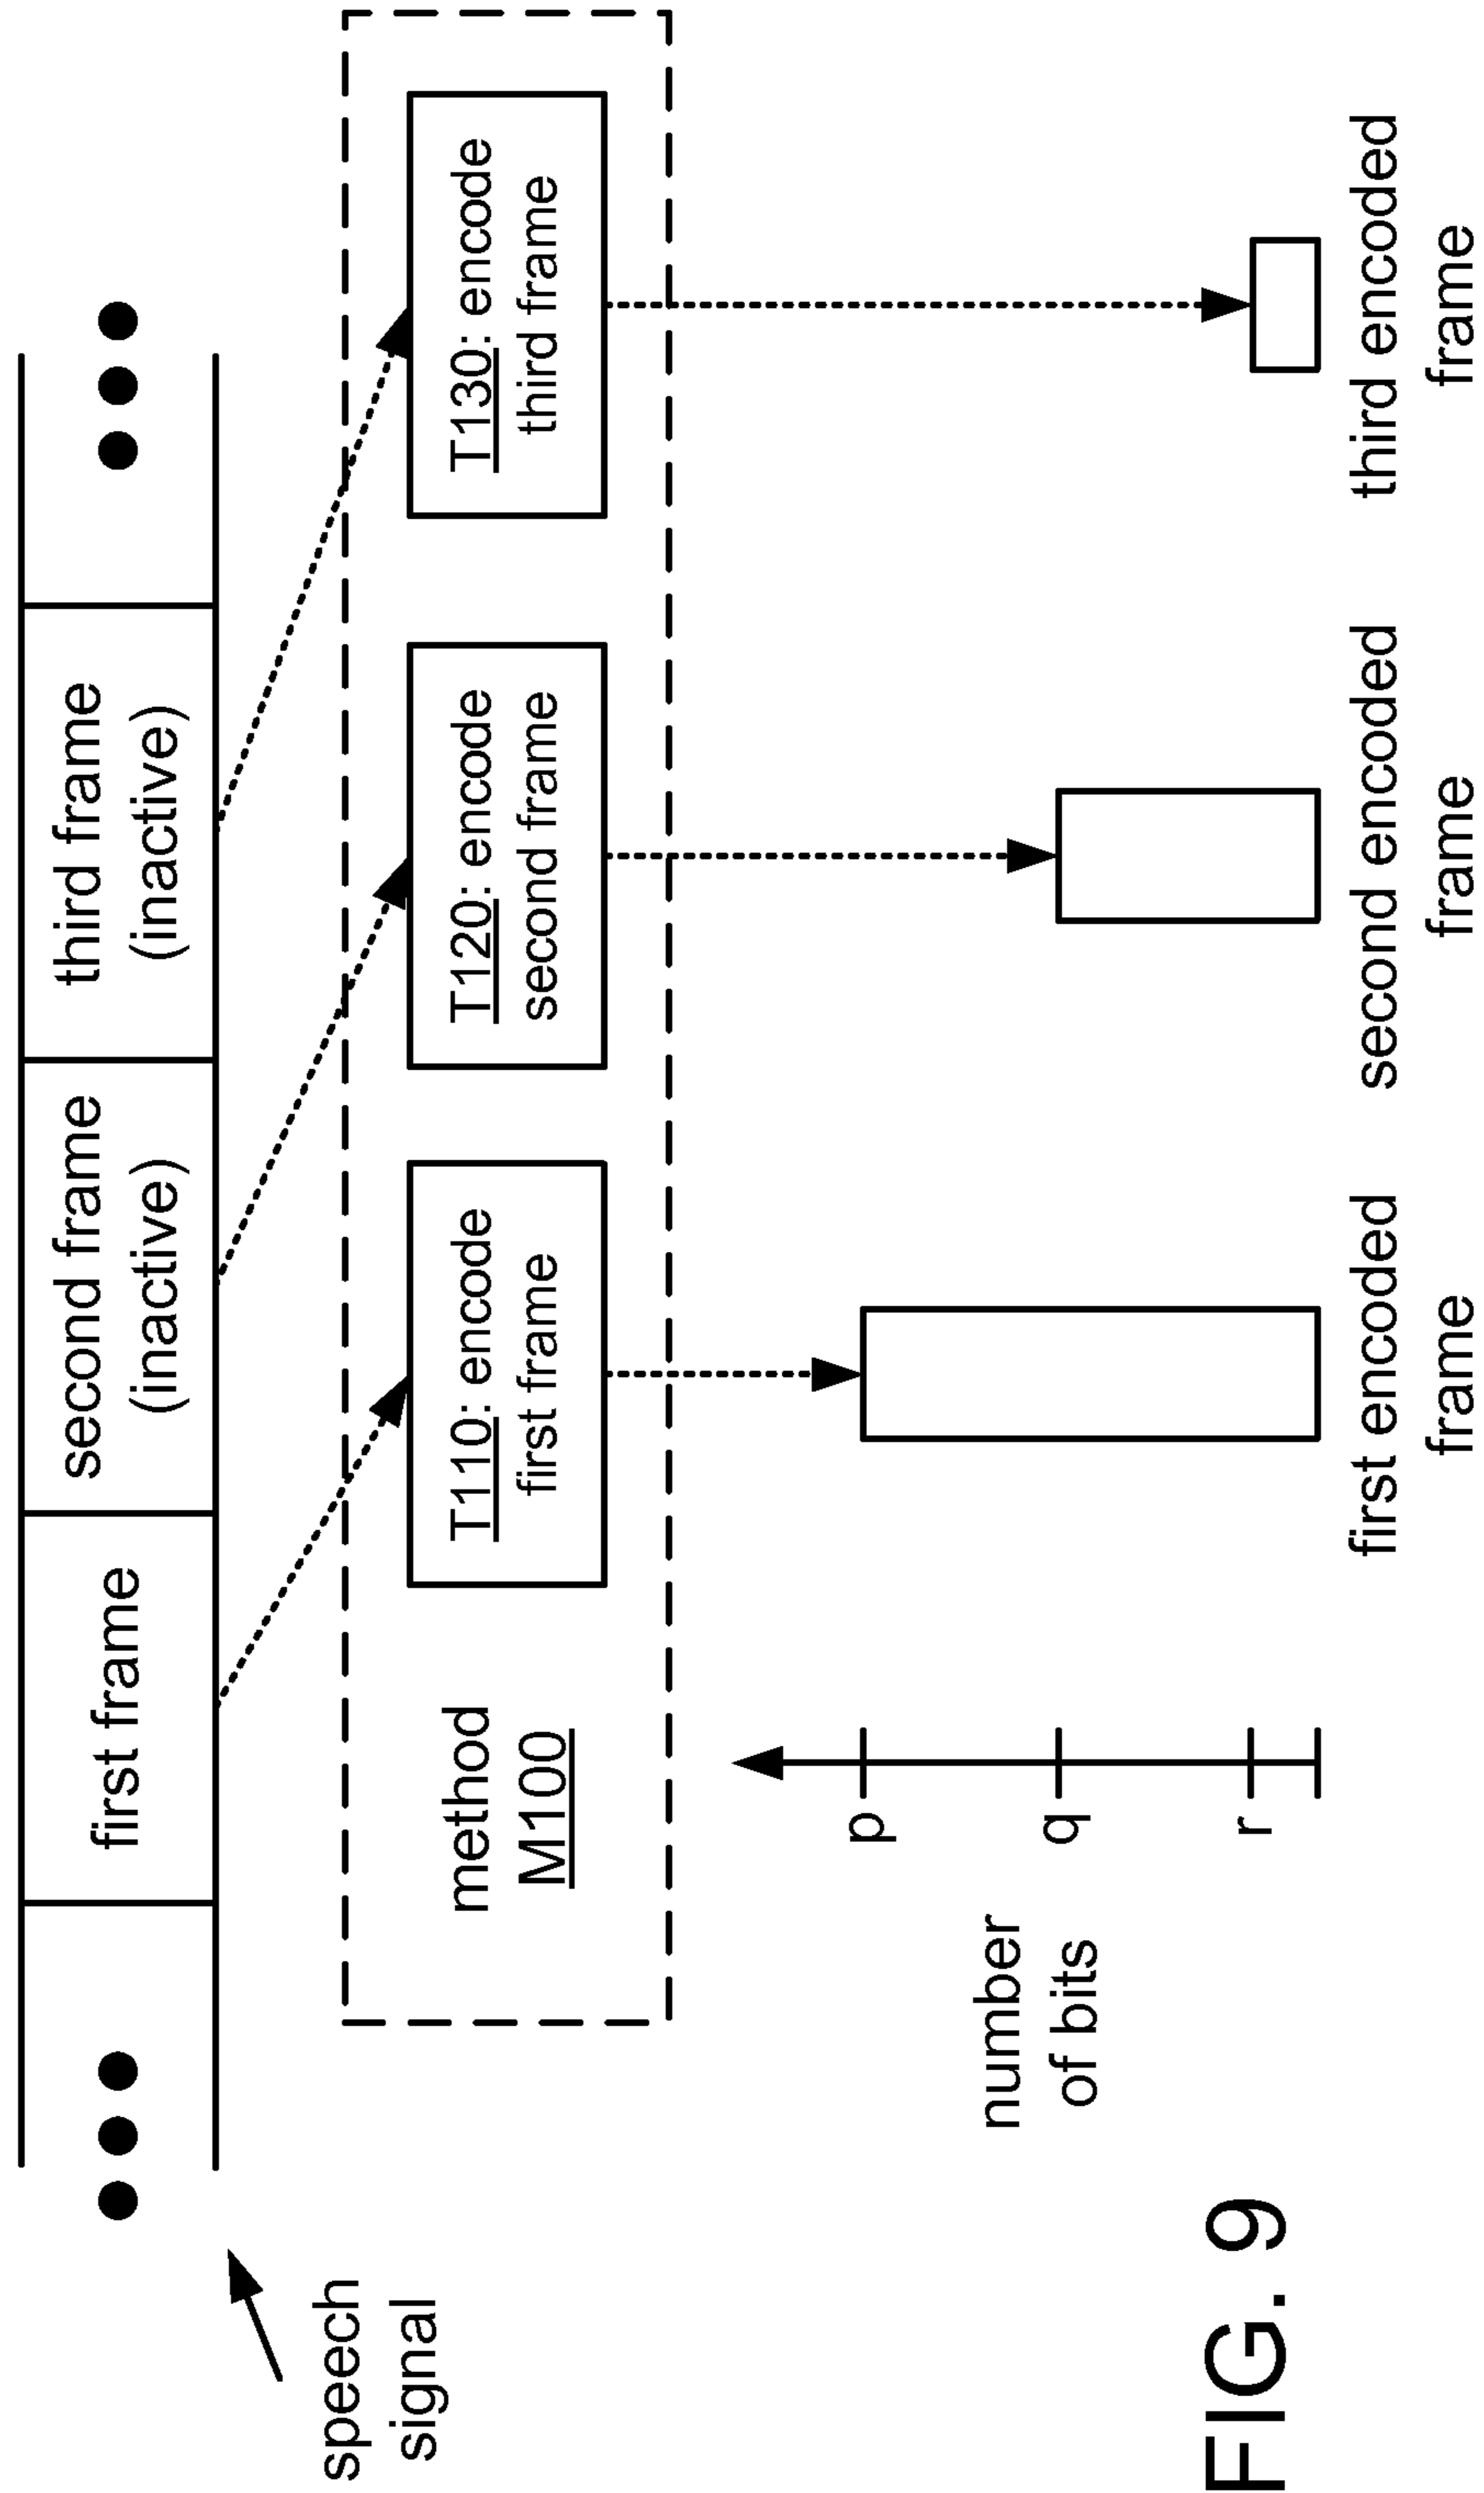 speech
signal
first frame
second frame
(inactive)
third frame
(inactive)
method
M100
T110: encode
first frame
T120: encode
second frame
T130: encode
third frame
number
of bits
p
q
r
first encoded
frame
second encoded
frame
third encoded
frame
FIG. 9